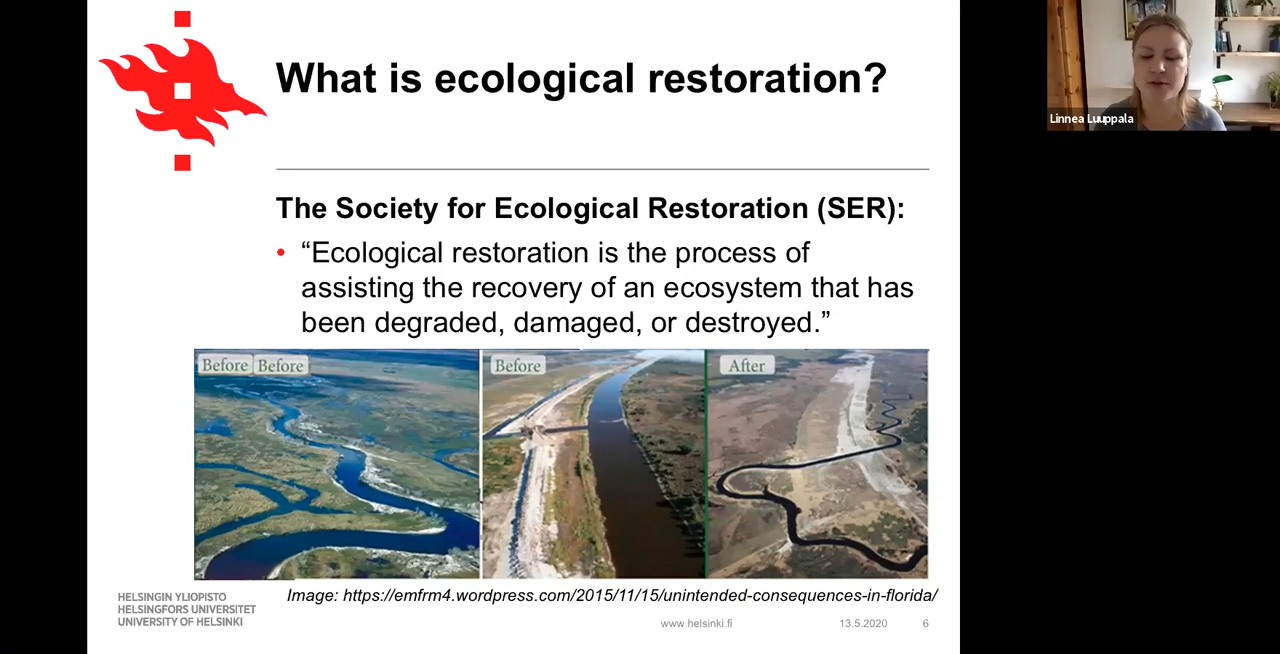 What is ecological restoration?
Linnea Luuppala
The Society for Ecological Restoration (SER):
• “Ecological restoration is the process of
assisting the recovery of an ecosystem that has
been degraded, damaged, or destroyed.”
Before Before
Before
After
Image: https://emfrm4.wordpress.com/2015/11/15/unintended-consequences-in-florida/
HELSINGIN YLIOPISTO
HELSINGFORS UNIVERSITET
UNIVERSITY OF HELSINKI
www.helsinki.fi
13.5.2020
6